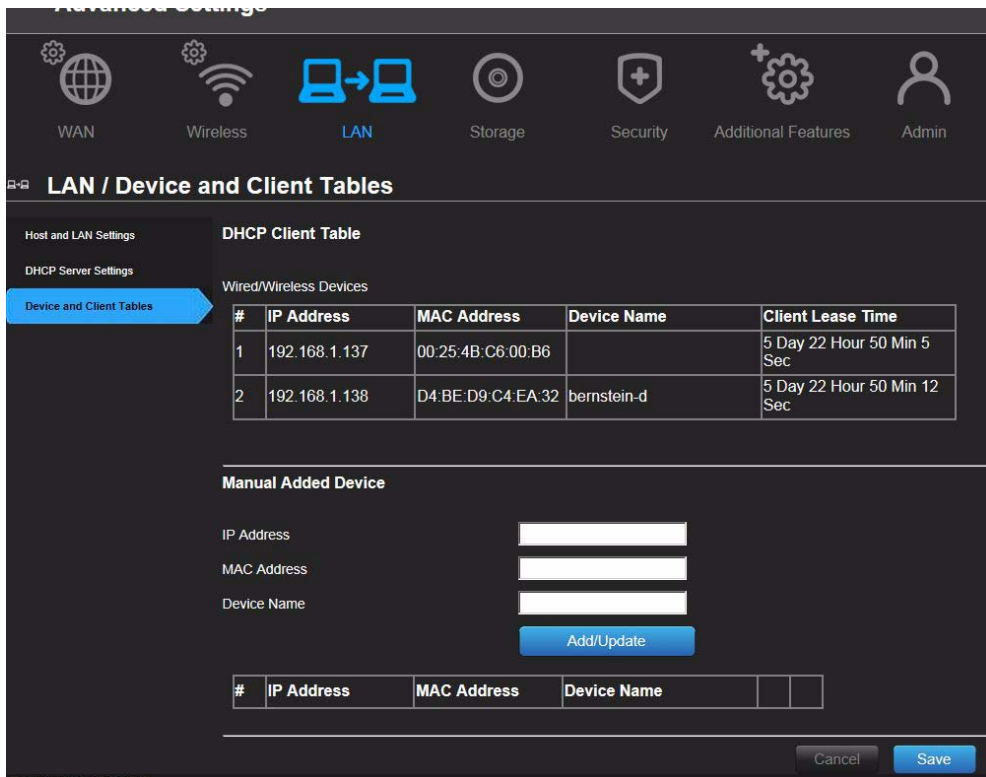 Advanced Settings
WAN Wireless LAN Storage Security Additional Features Admin
LAN / Device and Client Tables
Host and LAN Settings
DHCP Server Settings
Device and Client Tables
DHCP Client Table
Wired/Wireless Devices
# IP Address MAC Address Device Name Client Lease Time
1 192.168.1.137 00:25:4B:C6:00:B6 5 Day 22 Hour 50 Min 5
Sec
2 192.168.1.138 D4:BE:D9:C4:EA:32 bernstein-d 5 Day 22 Hour 50 Min 12
Sec
Manual Added Device
IP Address
MAC Address
Device Name
Add/Update
# IP Address MAC Address Device Name
Cancel Save